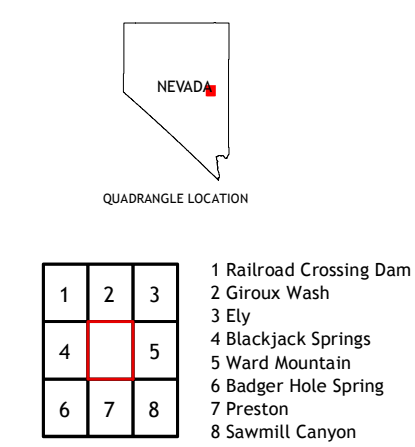 NEVADA
QUADRANGLE LOCATION
1 2 3
4 5
6 7 8
1 Railroad Crossing Dam
2 Giroux Wash
3 Ely
4 Blackjack Springs
5 Ward Mountain
6 Badger Hole Spring
7 Preston
8 Sawmill Canyon